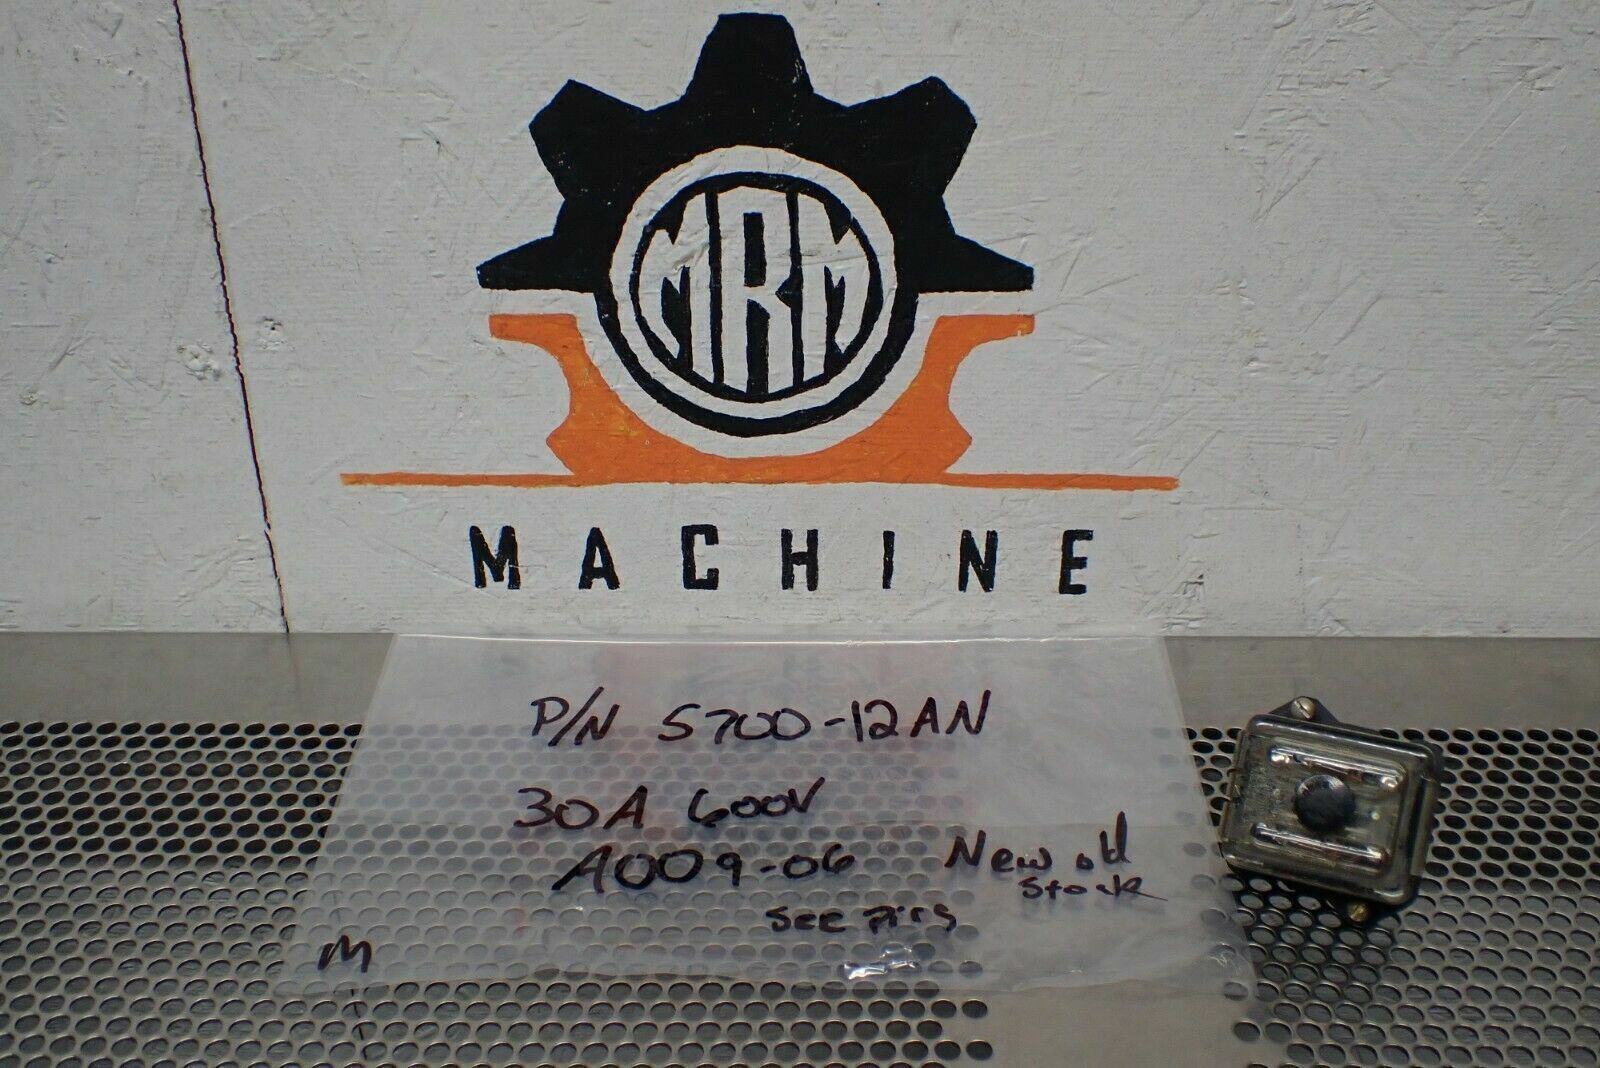 MRM
MACHINE
P/N 5700-12AN
30A 600V
A009-06
New old
Stock
See pics
M